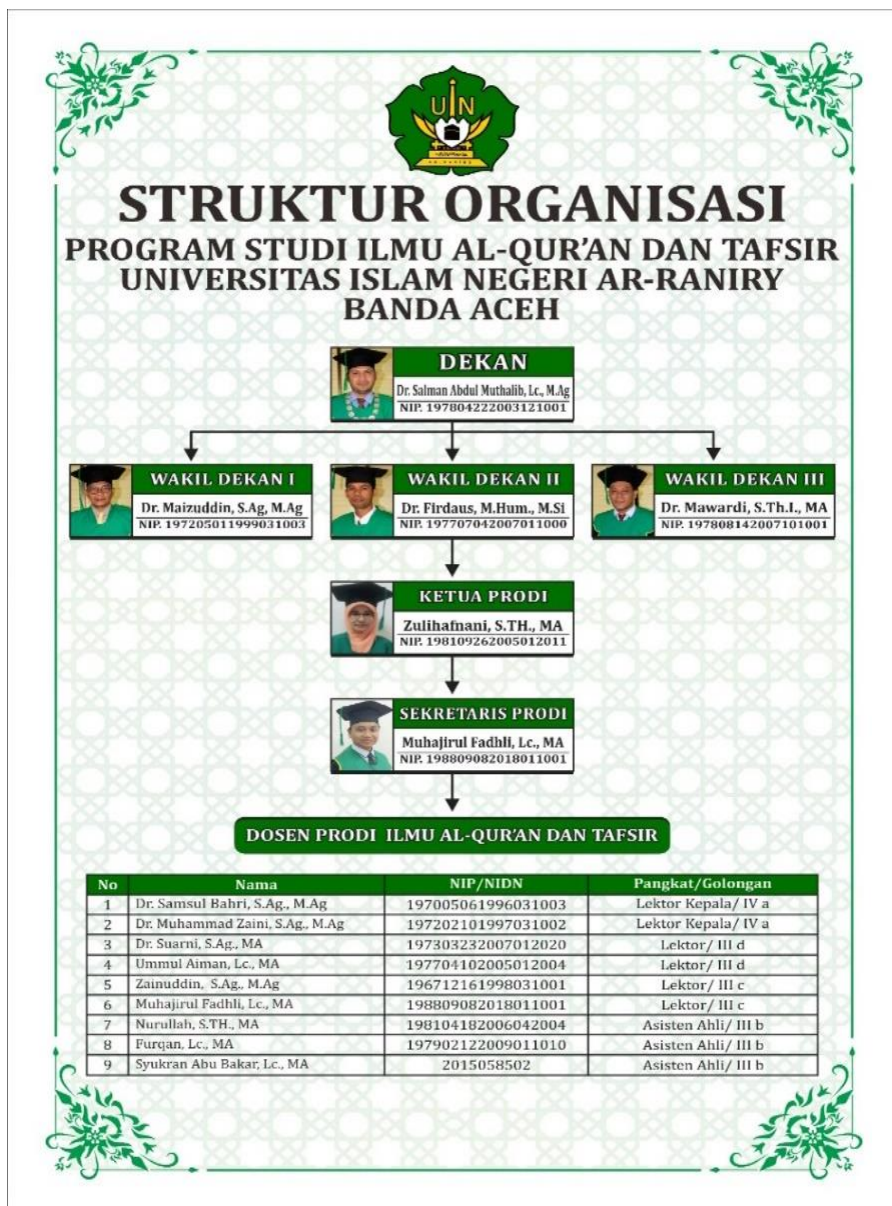 UIN
AR-RANIRY
STRUKTUR ORGANISASI
PROGRAM STUDI ILMU AL-QUR'AN DAN TAFSIR
UNIVERSITAS ISLAM NEGERI AR-RANIRY
BANDA ACEH
DEKAN
Dr. Salman Abdul Muthalib, Lc., M.Ag
NIP. 197804222003121001
WAKIL DEKAN I
Dr. Maizuddin, S.Ag, M.Ag
NIP. 197205011999031003
WAKIL DEKAN II
Dr. Firdaus, M.Hum., M.Si
NIP. 197707042007011000
WAKIL DEKAN III
Dr. Mawardi, S.Th.I., MA
NIP. 197808142007101001
KETUA PRODI
Zulihafnani, S.TH., MA
NIP. 198109262005012011
SEKRETARIS PRODI
Muhajirul Fadhli, Lc., MA
NIP. 198809082018011001
DOSEN PRODI ILMU AL-QUR'AN DAN TAFSIR
No Nama NIP/NIDN Pangkat/Golongan
1 Dr. Samsul Bahri, S.Ag., M.Ag 197005061996031003 Lektor Kepala/ IV a
2 Dr. Muhammad Zaini, S.Ag., M.Ag 197202101997031002 Lektor Kepala/ IV a
3 Dr. Suarni, S.Ag., MA 197303232007012020 Lektor/ III d
4 Ummul Aiman, Lc., MA 197704102005012004 Lektor/ III d
5 Zainuddin, S.Ag., M.Ag 196712161998031001 Lektor/ III c
6 Muhajirul Fadhli, Lc., MA 198809082018011001 Lektor/ III c
7 Nurullah, S.TH., MA 198104182006042004 Asisten Ahli/ III b
8 Furqan, Lc., MA 197902122009011010 Asisten Ahli/ III b
9 Syukran Abu Bakar, Lc., MA 2015058502 Asisten Ahli/ III b